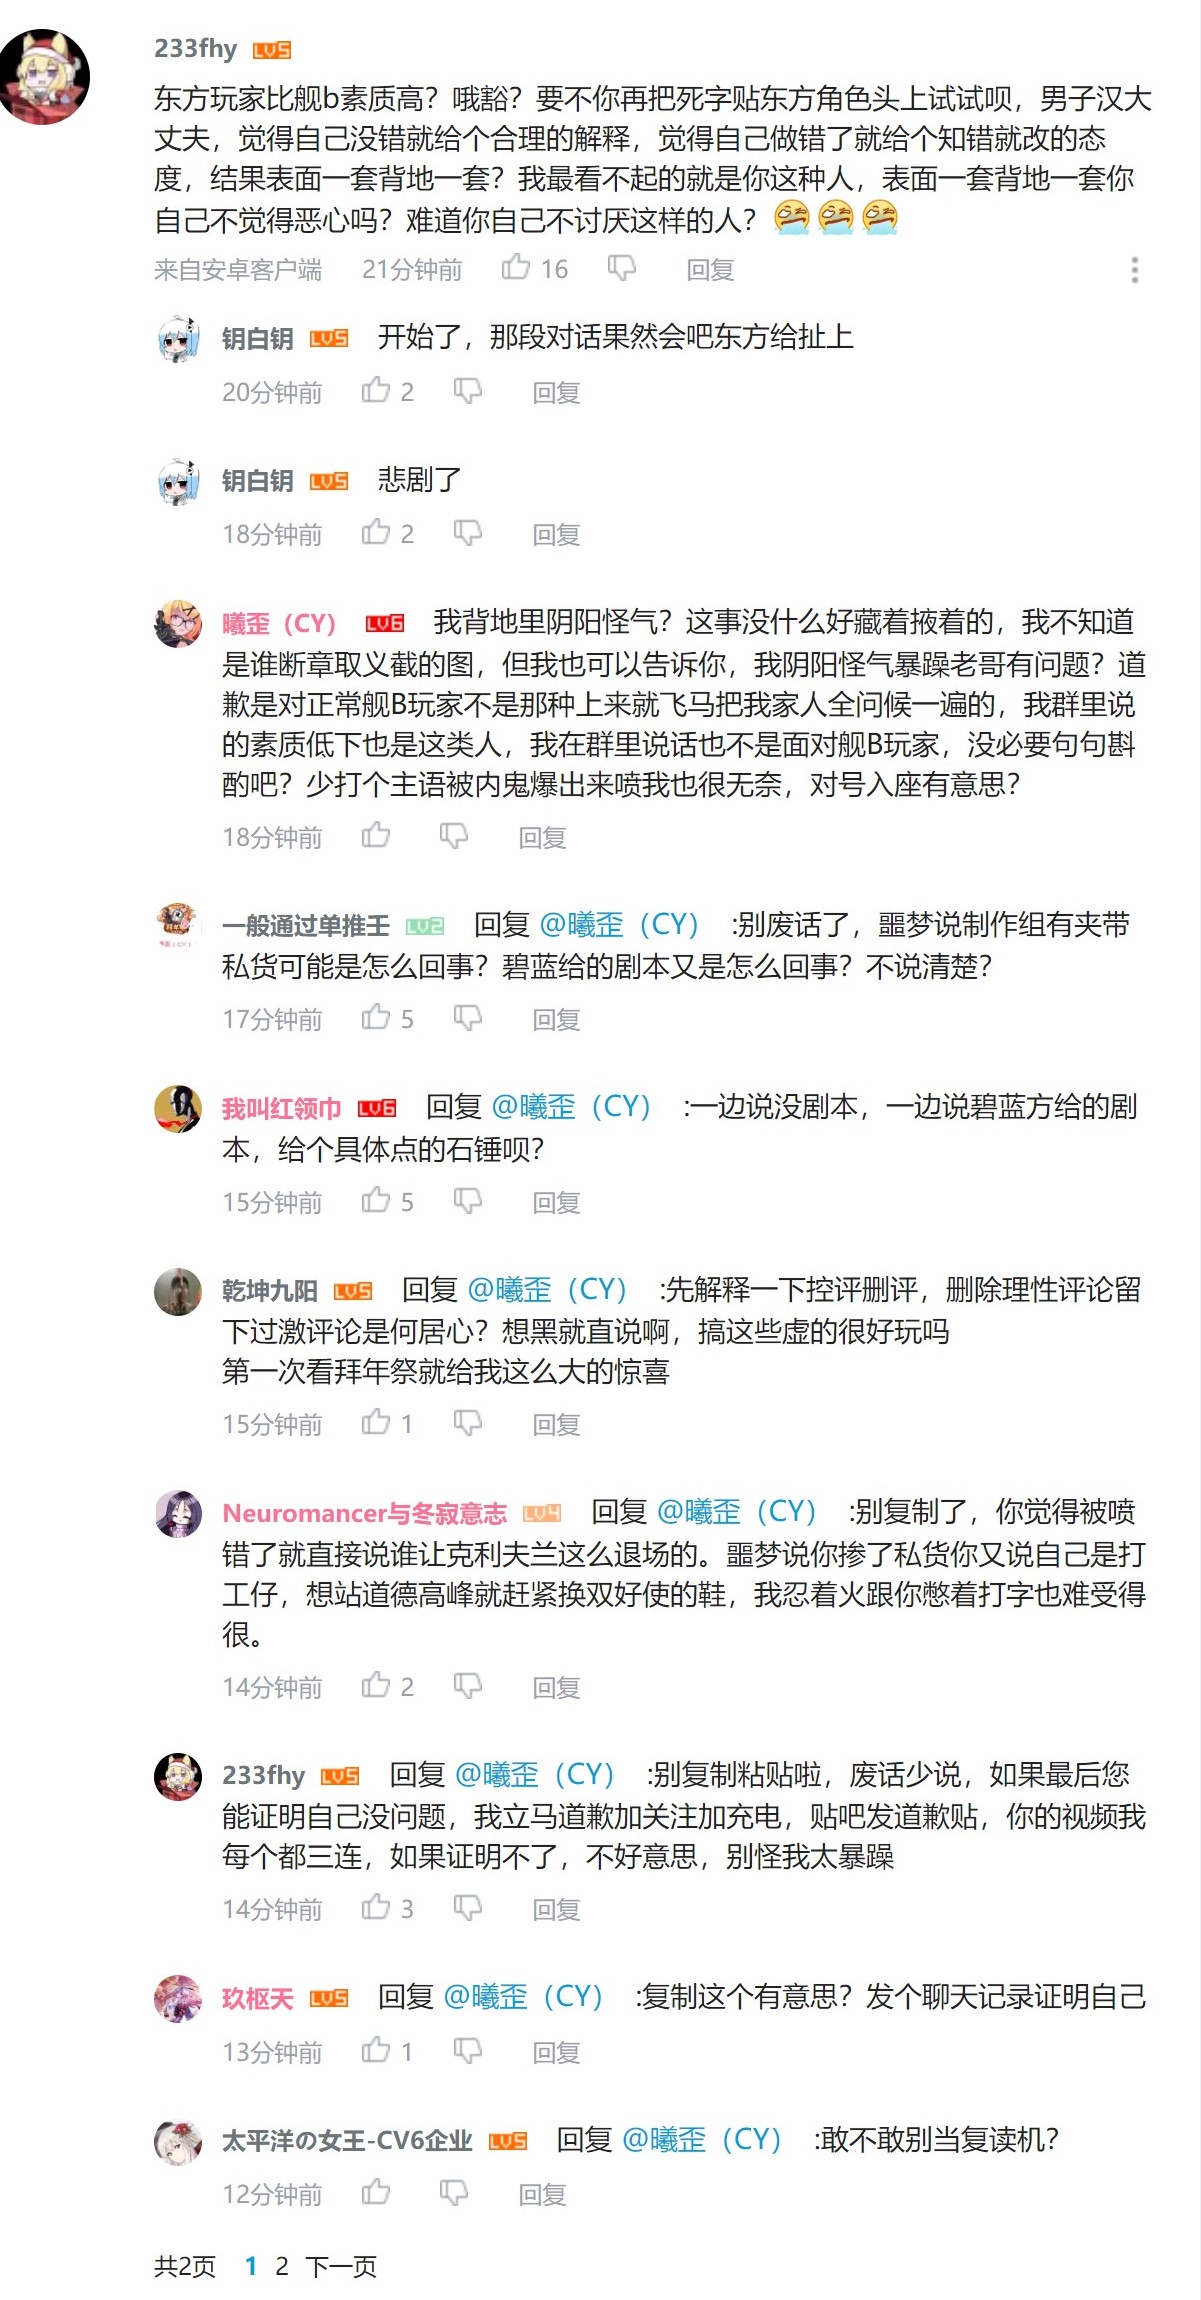 233fhy LV5
东方玩家比舰b素质高？哦豁？要不你再把死字贴东方角色头上试试呗，男子汉大
丈夫，觉得自己没错就给个合理的解释，觉得自己做错了就给个知错就改的态
度，结果表面一套背地一套？我最看不起的就是你这种人，表面一套背地一套你
自己不觉得恶心吗？难道你自己不讨厌这样的人？
来自安卓客户端 21分钟前 16 回复
钥白钥 LV5 开始了，那段对话果然会吧东方给扯上
20分钟前 2 回复
钥白钥 LV5 悲剧了
18分钟前 2 回复
曦歪（CY） LV6 我背地里阴阳怪气？这事没什么好藏着掖着的，我不知道
是谁断章取义截的图，但我也可以告诉你，我阴阳怪气暴躁老哥有问题？道
歉是对正常舰B玩家不是那种上来就飞马把我家人全问候一遍的，我群里说
的素质低下也是这类人，我在群里说话也不是面对舰B玩家，没必要句句斟
酌吧？少打个主语被内鬼爆出来喷我也很无奈，对号入座有意思？
18分钟前 回复
一般通过单推壬 LV2 回复 @曦歪（CY） :别废话了，噩梦说制作组有夹带
私货可能是怎么回事？碧蓝给的剧本又是怎么回事？不说清楚？
17分钟前 5 回复
我叫红领巾 LV6 回复 @曦歪（CY） :一边说没剧本，一边说碧蓝方给的剧
本，给个具体点的石锤呗？
15分钟前 5 回复
乾坤九阳 LV5 回复 @曦歪（CY） :先解释一下控评删评，删除理性评论留
下过激评论是何居心？想黑就直说啊，搞这些虚的很好玩吗
第一次看拜年祭就给我这么大的惊喜
15分钟前 1 回复
Neuromancer与冬寂意志 LV4 回复 @曦歪（CY） :别复制了，你觉得被喷
错了就直接说谁让克利夫兰这么退场的。噩梦说你掺了私货你又说自己是打
工仔，想站道德高峰就赶紧换双好使的鞋，我忍着火跟你憋着打字也难受得
很。
14分钟前 2 回复
233fhy LV5 回复 @曦歪（CY） :别复制粘贴啦，废话少说，如果最后您
能证明自己没问题，我立马道歉加关注加充电，贴吧发道歉贴，你的视频我
每个都三连，如果证明不了，不好意思，别怪我太暴躁
14分钟前 3 回复
玖枢天 LV5 回复 @曦歪（CY） :复制这个有意思？发个聊天记录证明自己
13分钟前 1 回复
太平洋の女王-CV6企业 LV5 回复 @曦歪（CY） :敢不敢别当复读机？
12分钟前 回复
共2页 1 2 下一页